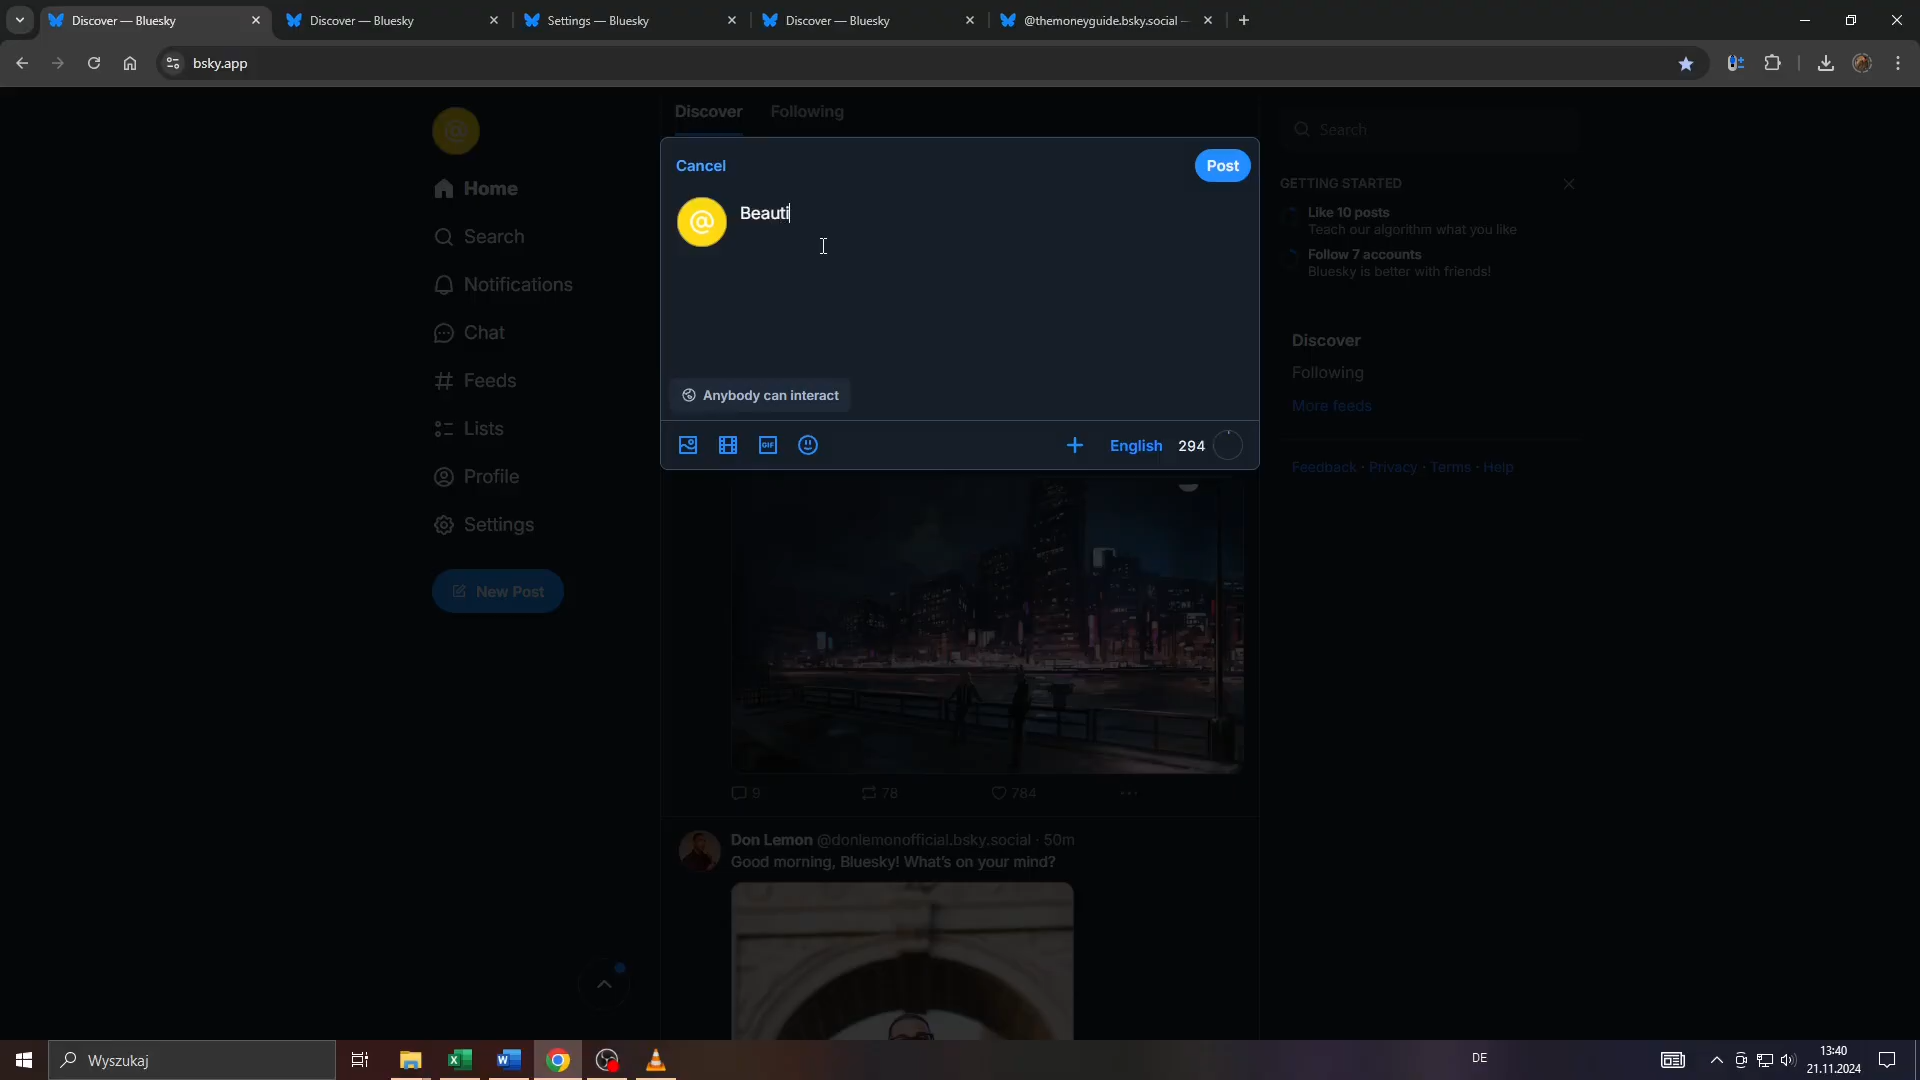 Discover — Bluesky
Discover — Bluesky
Settings — Bluesky
Discover — Bluesky
@themoneyguide.bsky.social —
bsky.app
Home
Search
Notifications
Chat
Feeds
Lists
Profile
Settings
New Post
Discover Following
Cancel
Post
@
Beauti
Anybody can interact
GIF
English 294
9 78 784
Don Lemon @donlemonofficial.bsky.social · 50m
Good morning, Bluesky! What's on your mind?
Search
GETTING STARTED
Like 10 posts
Teach our algorithm what you like
Follow 7 accounts
Bluesky is better with friends!
Discover
Following
More feeds
Feedback · Privacy · Terms · Help
Wyszukaj
DE
13:40
21.11.2024